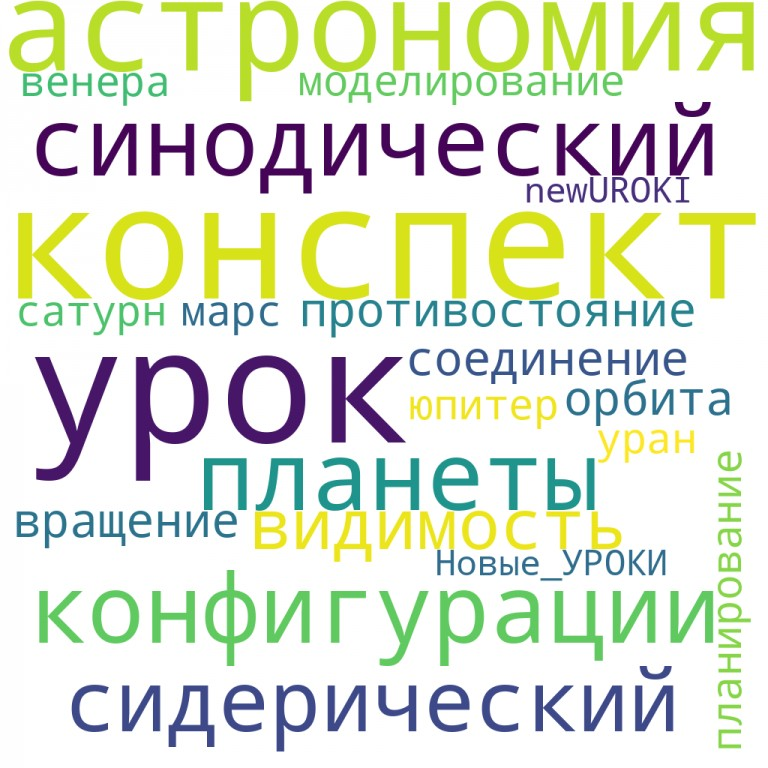 астрономия
венера моделирование
синодический
newUROKI
конспект
сатурн марс противостояние
урок
соединение
юпитер орбита
уран
планеты
вращение видимость
Новые_УРОКИ
планирование
конфигурации
сидерический